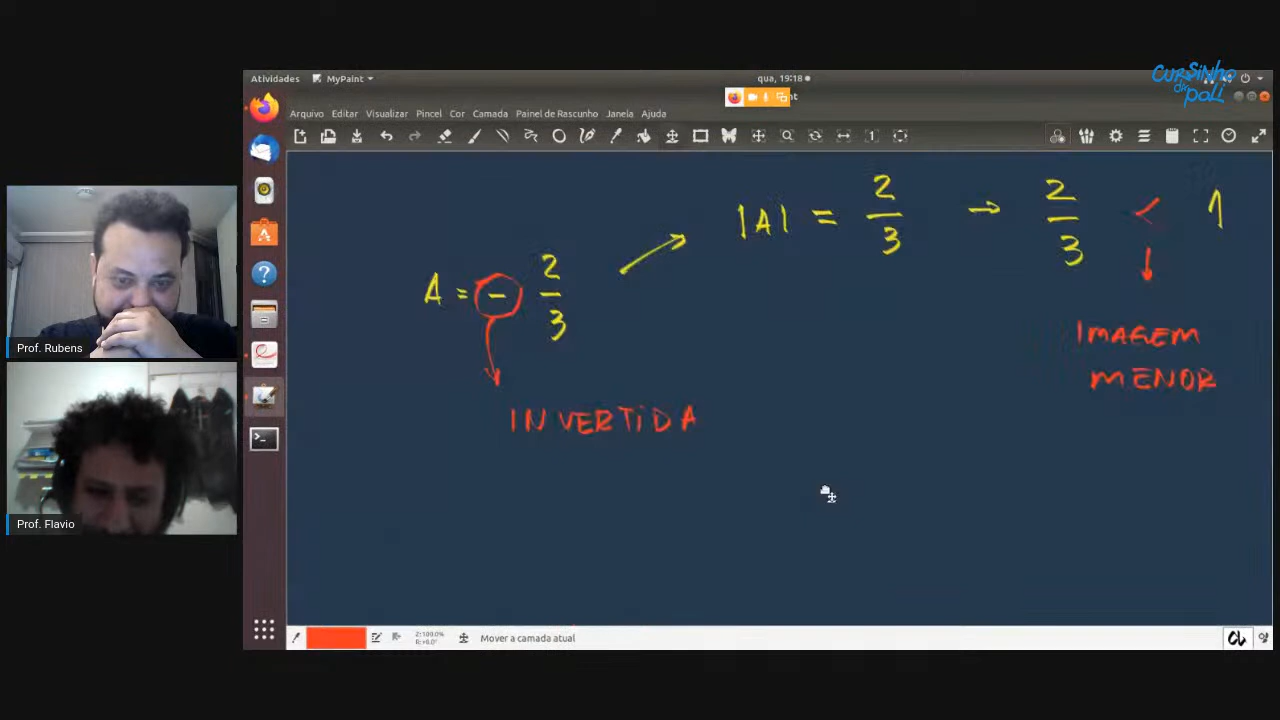 CURSINHO
da
poli
Atividades MyPaint qua, 19:18
nt
Arquivo Editar Visualizar Pincel Cor Camada Painel de Rascunho Janela Ajuda
|A| = 2/3 → 2/3 < 1
A = - 2/3
IMAGEM
MENOR
INVERTIDA
Prof. Rubens
Prof. Flavio
Mover a camada atual